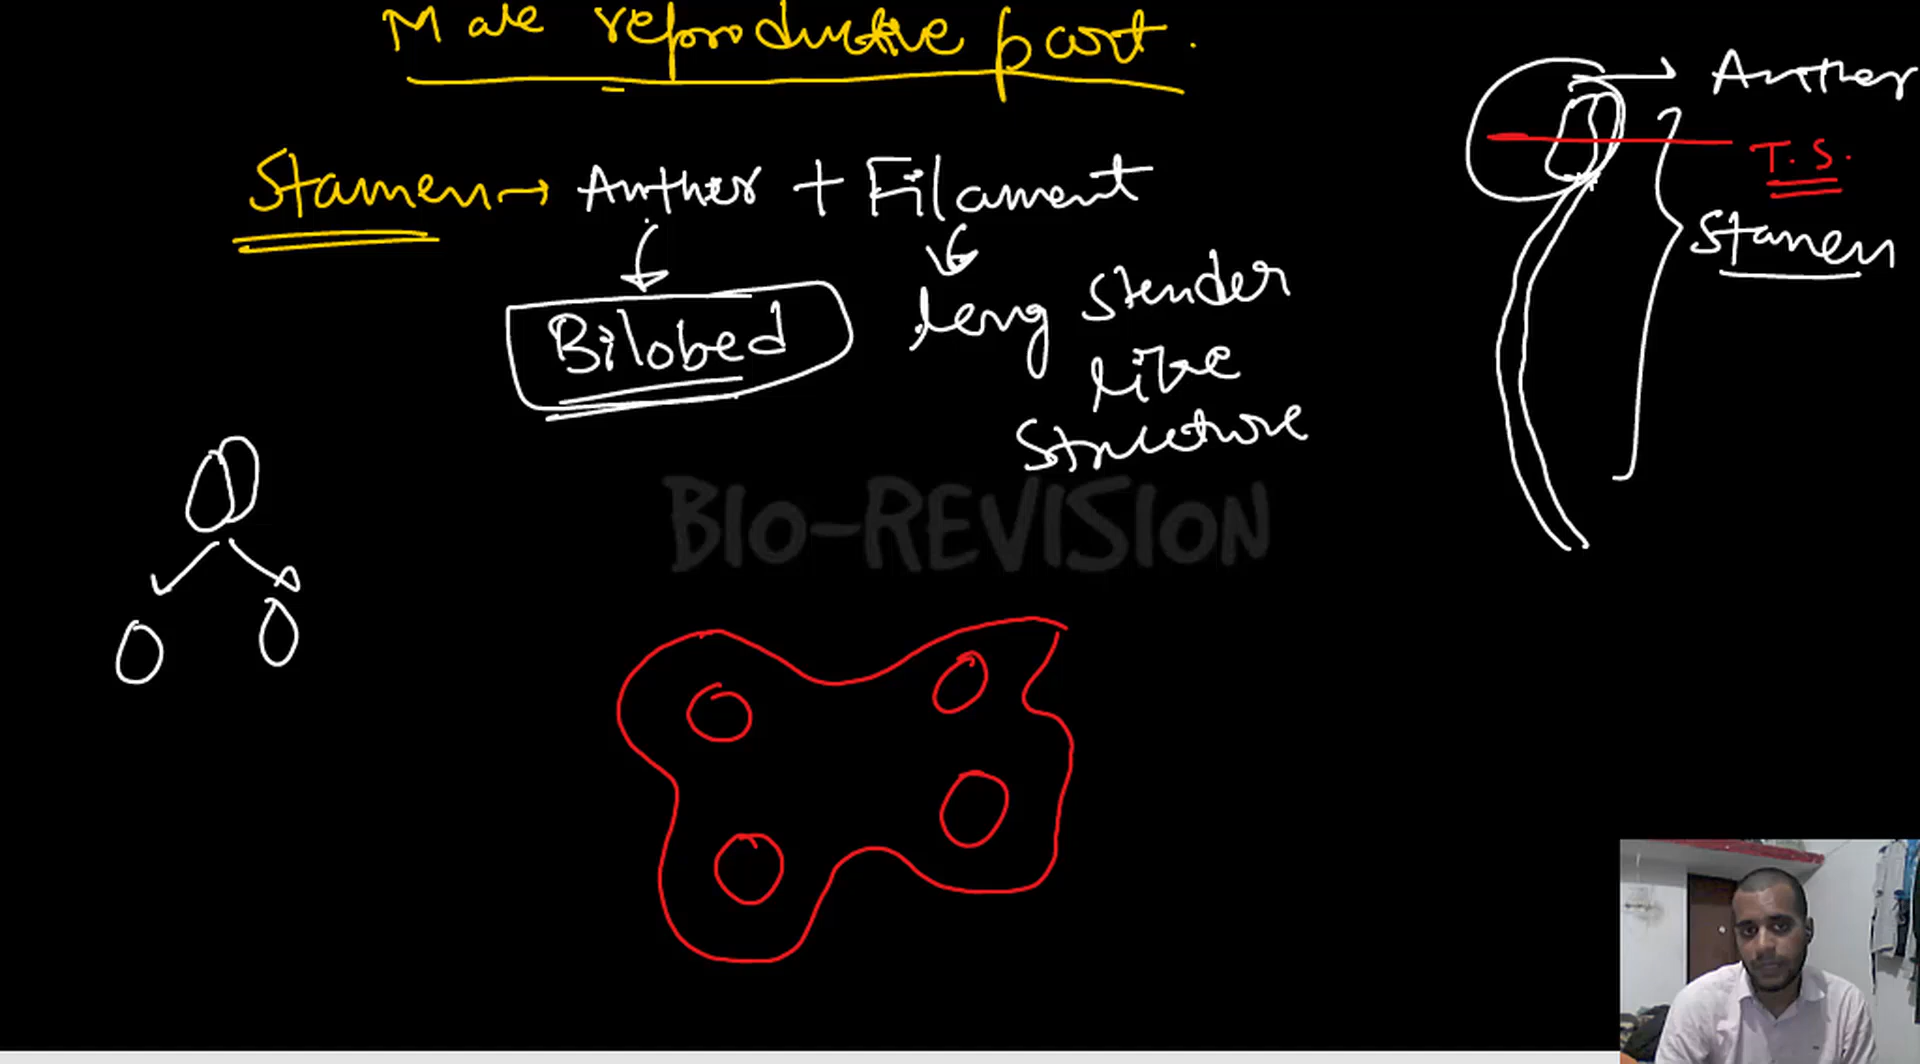 Male reproductive part.
Anther
T.S.
Stamen → Anther + Filament
Stamen
Bilobed
long slender
like
structure
BIO-REVISION